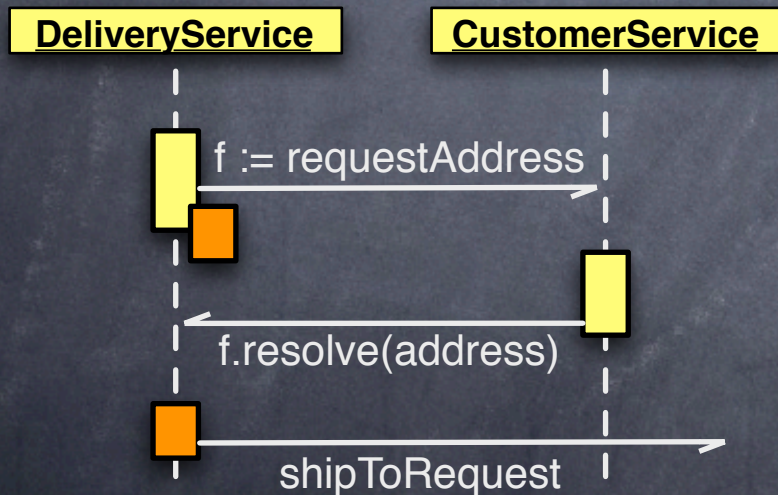 DeliveryService
CustomerService
f := requestAddress
f.resolve(address)
shipToRequest